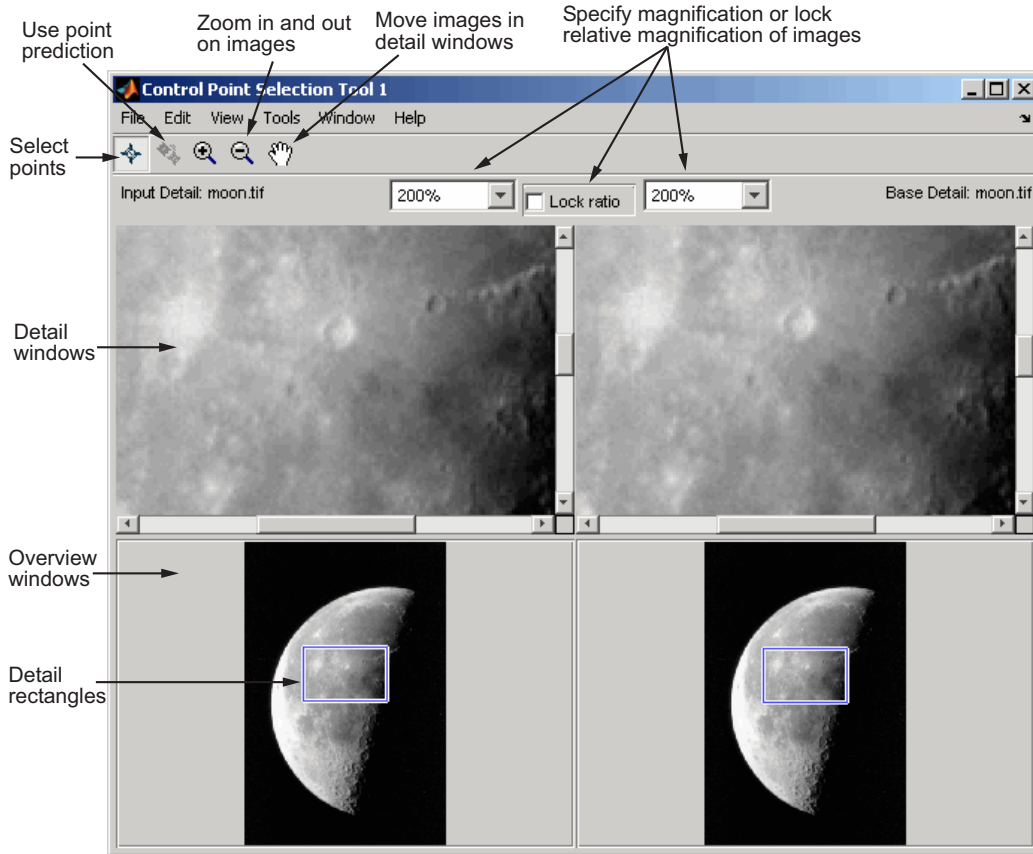 Use point
prediction
Zoom in and out
on images
Move images in
detail windows
Specify magnification or lock
relative magnification of images
Control Point Selection Tool 1
File Edit View Tools Window Help
Select
points
Input Detail: moon.tif
200%
Lock ratio
200%
Base Detail: moon.tif
Detail
windows
Overview
windows
Detail
rectangles